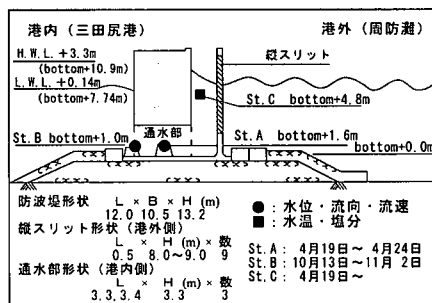 港内（三田尻港）
港外（周防灘）
H.W.L. +3.3m
(bottom+10.9m)
縦スリット
L.W.L. +0.14m
(bottom+7.74m)
St.C bottom+4.8m
通水部
St.B bottom+1.0m
St.A bottom+1.6m
bottom+0.0m
防波堤形状 L × B × H (m)
12.0 10.5 13.2
●：水位・流向・流速
■：水温・塩分
縦スリット形状（港外側）
L × H (m)× 数
0.5 8.0～9.0 9
通水部形状（港内側）
L × H (m)× 数
3.3,3.4 3.3 3
St.A： 4月19日～ 4月24日
St.B：10月13日～11月 2日
St.C： 4月19日～